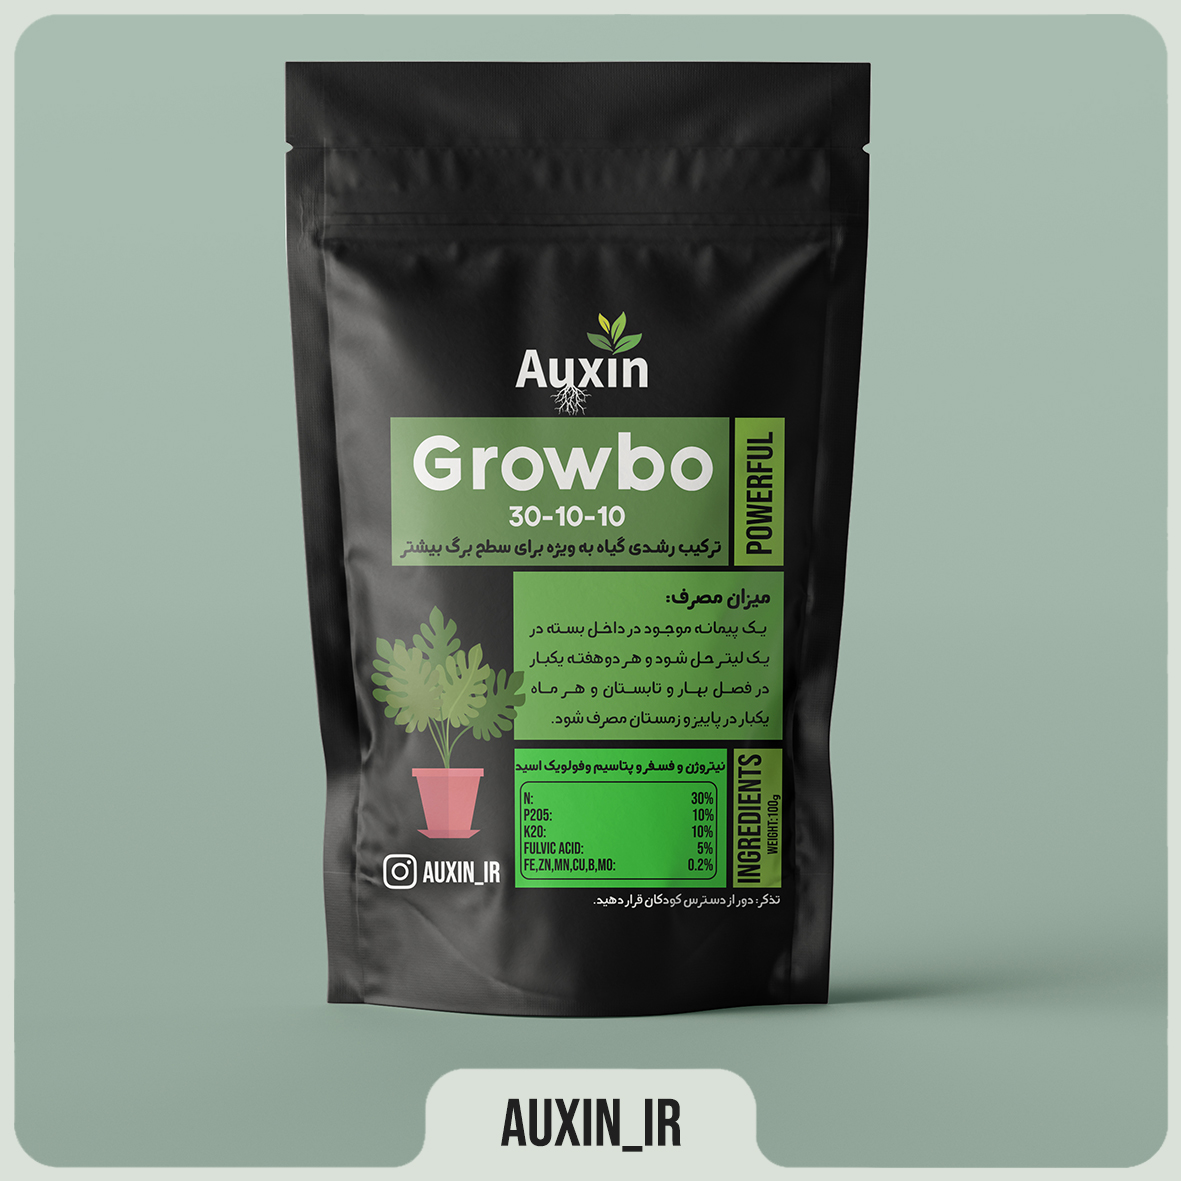 Auxin
Growbo
30-10-10
ترکیب رشدی گیاه به ویژه برای سطح برگ بیشتر
POWERFUL
میزان مصرف:
یک پیمانه موجود در داخل بسته در
یک لیتر حل شود و هر دوهفته یکبار
در فصل بهار و تابستان و هر ماه
یکبار در پاییز و زمستان مصرف شود.
نیتروژن و فسفر و پتاسیم وفولویک اسید
N: 30%
P205: 10%
K20: 10%
FULVIC ACID: 5%
FE,ZN,MN,CU,B,MO: 0.2%
INGREDIENTS
WEIGHT:100g
AUXIN_IR
تذکر: دور از دسترس کودکان قرار دهید.
AUXIN_IR